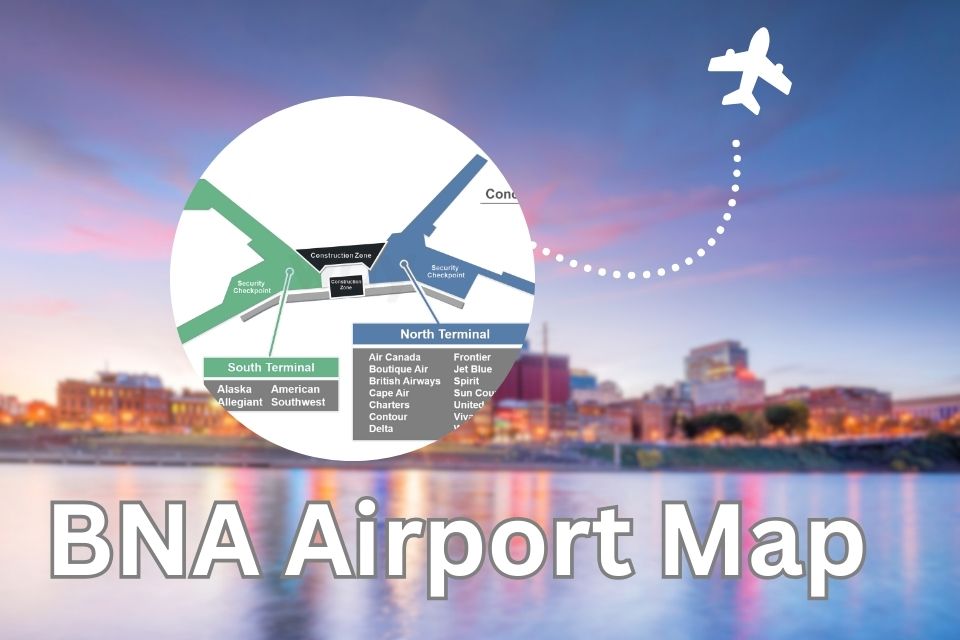 Conc
Construction Zone
Security
Checkpoint
Construction
Zone
Security
Checkpoint
North Terminal
Air Canada Frontier
Boutique Air Jet Blue
British Airways Spirit
Cape Air Sun Cou
Charters United
Contour Viva
Delta
South Terminal
Alaska American
Allegiant Southwest
BNA Airport Map